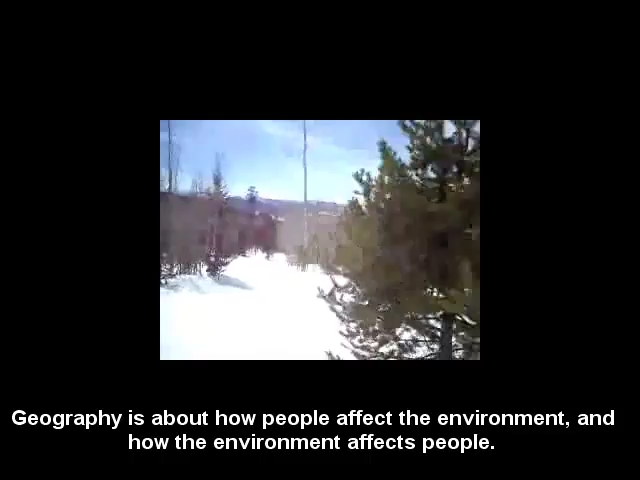 Geography is about how people affect the environment, and
how the environment affects people.